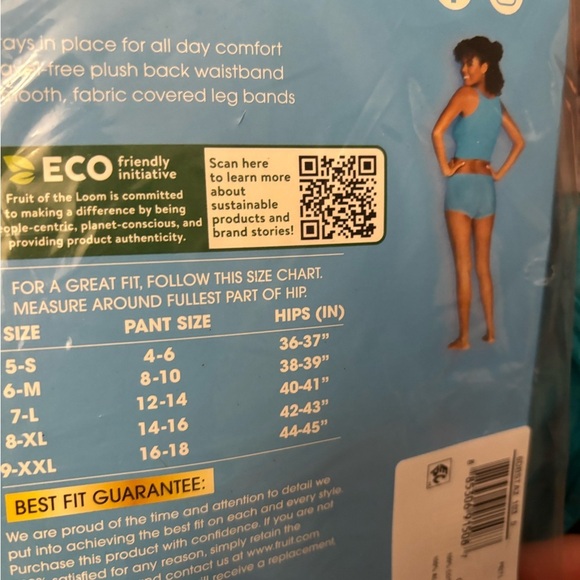 in place for all day comfort
-free plush back waistband
fabric covered leg bands
ECO friendly
initiative
Fruit of the Loom is committed
to making a difference by being
planet-conscious, and
providing product authenticity.
Scan here
to learn more
about
sustainable
products and
brand stories!
FOR A GREAT FIT, FOLLOW THIS SIZE CHART.
MEASURE AROUND FULLEST PART OF HIP.
SIZE PANT SIZE HIPS (IN)
5-S 4-6 36-37"
6-M 8-10 38-39"
7-L 12-14 40-41"
8-XL 14-16 42-43"
9-XXL 16-18 44-45"
BEST FIT GUARANTEE:
We are proud of the time and attention to detail we
put into achieving the best fit on each and every style.
Purchase this product with confidence. If you are not
satisfied for any reason, simply retain the
contact us at www.fruit.com
receive a replacement